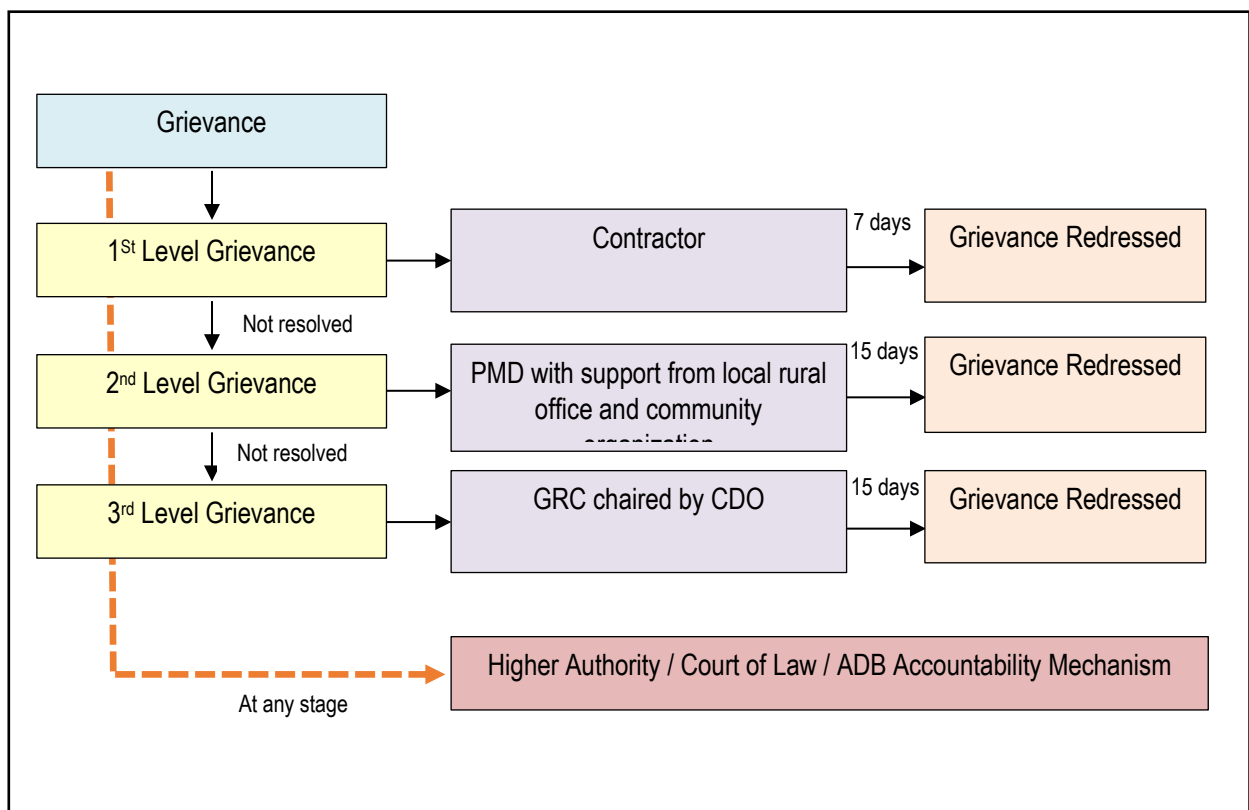 Grievance
1St Level Grievance
Contractor
7 days
Grievance Redressed
Not resolved
2nd Level Grievance
PMD with support from local rural
office and community
organization
15 days
Grievance Redressed
Not resolved
3rd Level Grievance
GRC chaired by CDO
15 days
Grievance Redressed
Higher Authority / Court of Law / ADB Accountability Mechanism
At any stage